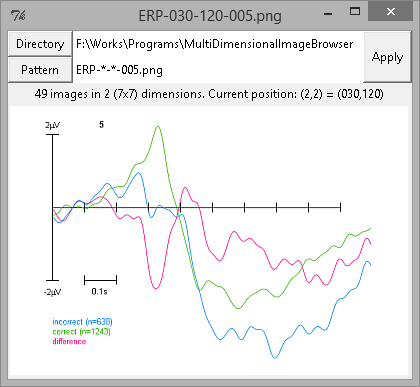 ERP-030-120-005.png
Directory
F:\Works\Programs\MultiDimensionalImageBrowser
Pattern
ERP-*-*-005.png
Apply
49 images in 2 (7x7) dimensions. Current position: (2,2) = (030,120)
2µV
5
-2µV
0.1s
incorrect (n=638)
correct (n=1243)
difference